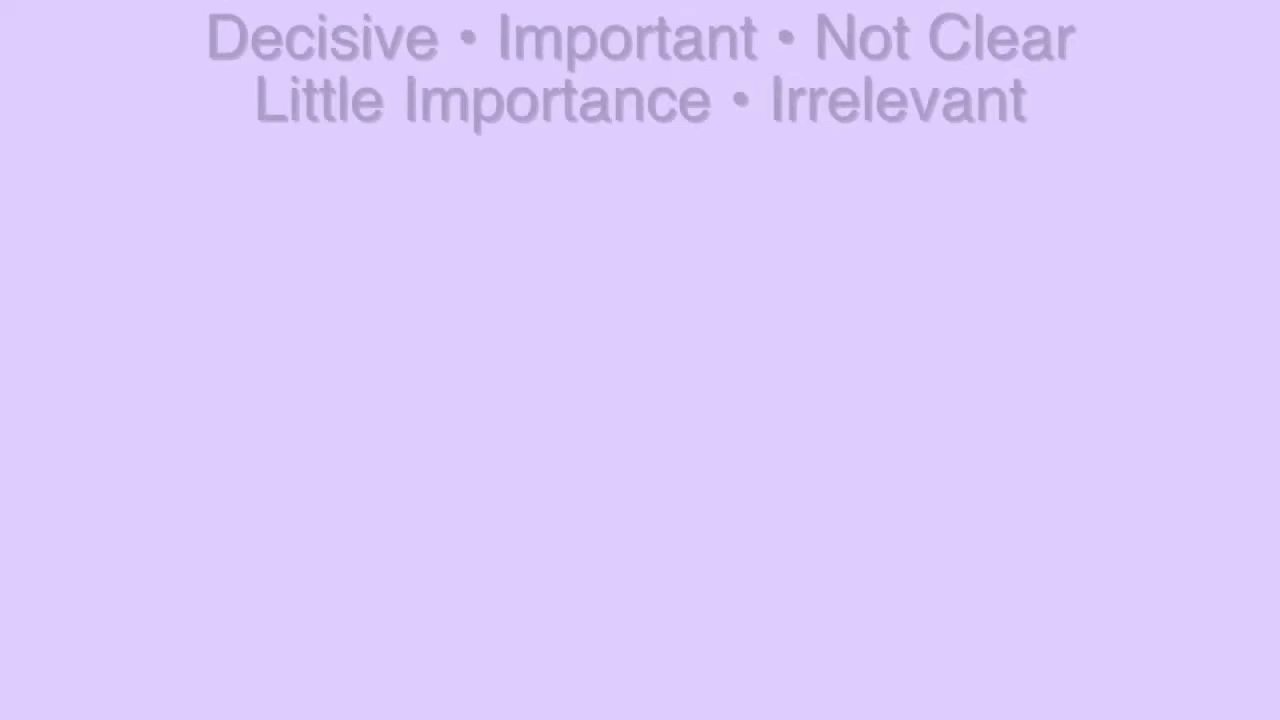 Decisive • Important • Not Clear
Little Importance • Irrelevant